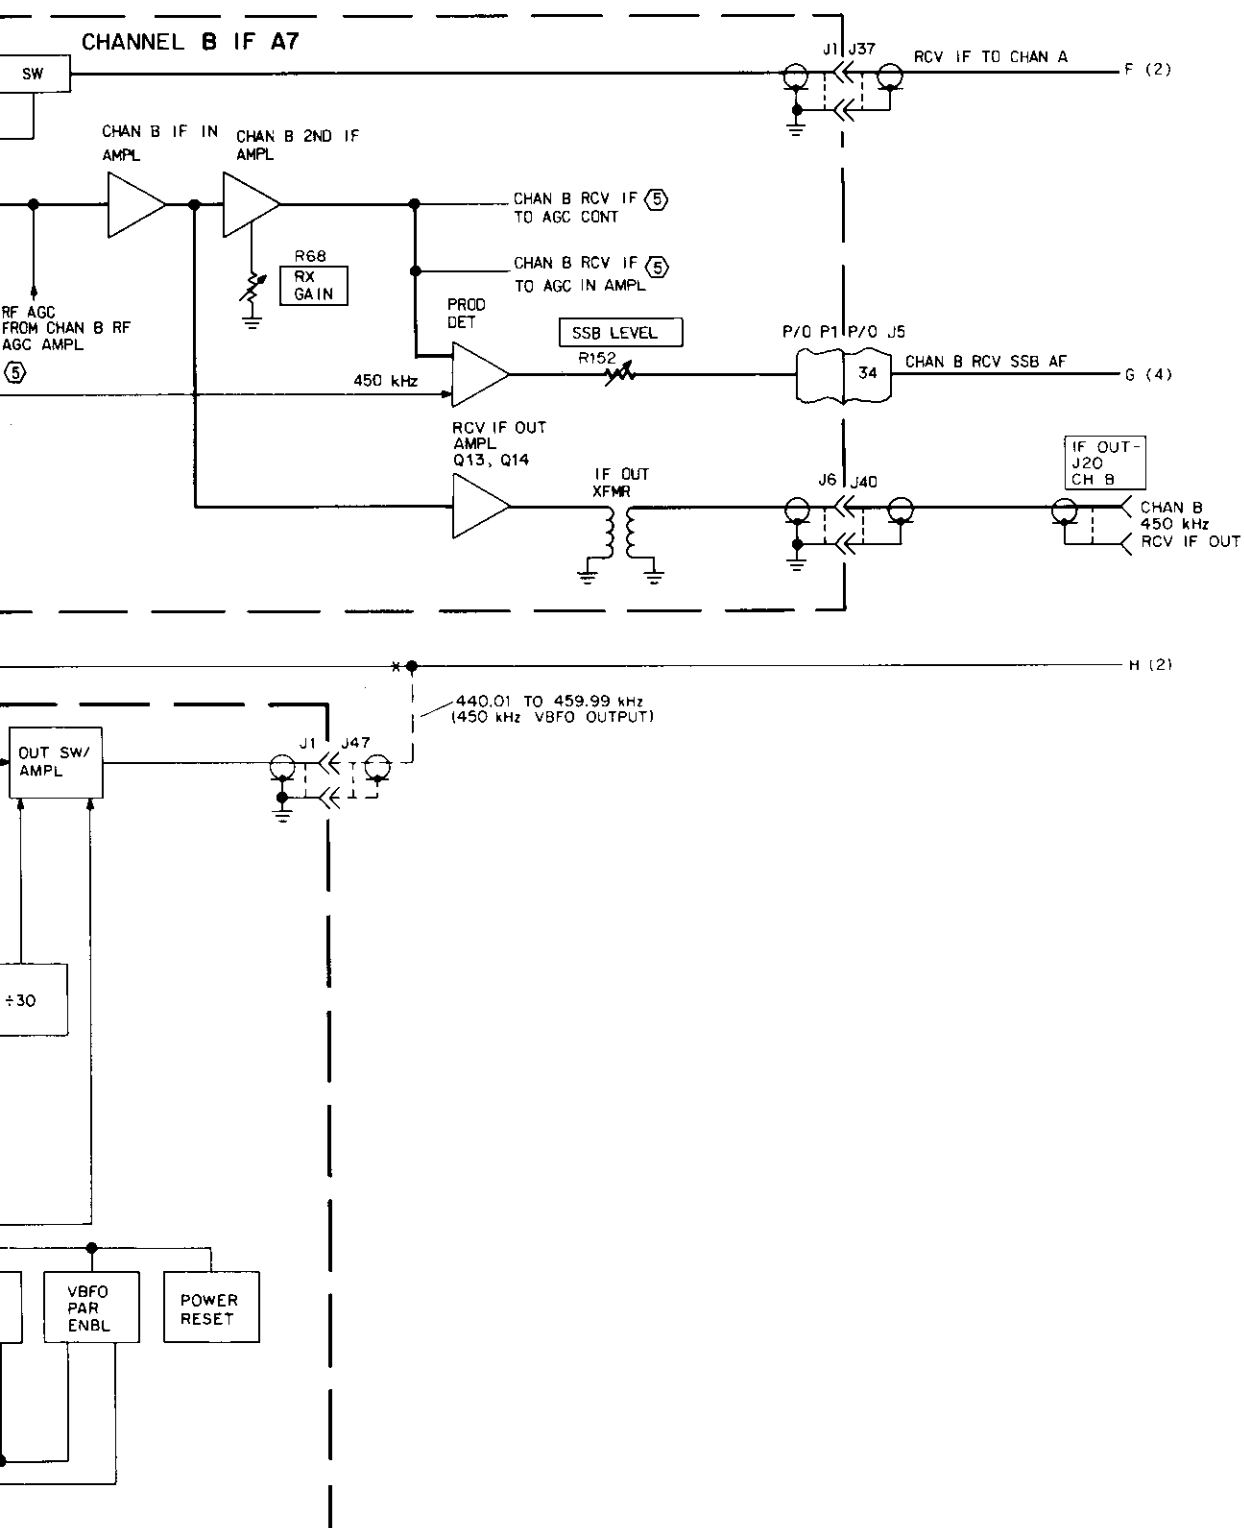 CHANNEL B IF A7
SW
J1 J37
RCV IF TO CHAN A
F (2)
CHAN B IF IN
AMPL
CHAN B 2ND IF
AMPL
CHAN B RCV IF 5
TO AGC CONT
R68
RX
GAIN
CHAN B RCV IF 5
TO AGC IN AMPL
RF AGC
FROM CHAN B RF
AGC AMPL
5
PROD
DET
SSB LEVEL
R152
P/O P1 P/O J5
34
CHAN B RCV SSB AF
G (4)
450 kHz
RCV IF OUT
AMPL
Q13, Q14
IF OUT
XFMR
J6 J40
IF OUT-
J20
CH B
CHAN B
450 kHz
RCV IF OUT
*
H (2)
440.01 TO 459.99 kHz
(450 kHz VBFO OUTPUT)
OUT SW/
AMPL
J1 J47
÷30
VBFO
PAR
ENBL
POWER
RESET